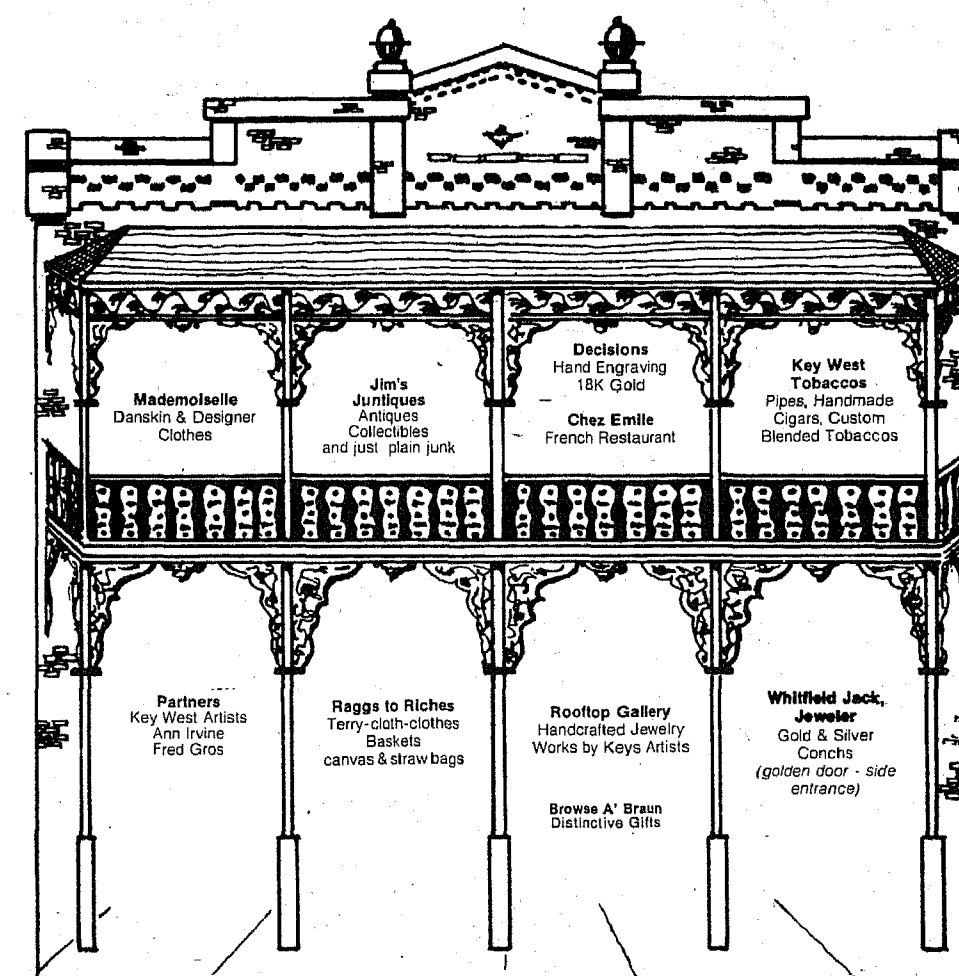 Mademoiselle
Danskin & Designer
Clothes
Jim's
Juntiques
Antiques
Collectibles
and just plain junk
Decisions
Hand Engraving
18K Gold
Chez Emile
French Restaurant
Key West
Tobaccos
Pipes, Handmade
Cigars, Custom
Blended Tobaccos
Partners
Key West Artists
Ann Irvine
Fred Gros
Raggs to Riches
Terry-cloth-clothes
Baskets
canvas & straw bags
Rooftop Gallery
Handcrafted Jewelry
Works by Keys Artists
Browse A' Braun
Distinctive Gifts
Whitfield Jack,
Jeweler
Gold & Silver
Conchs
(golden door - side
entrance)